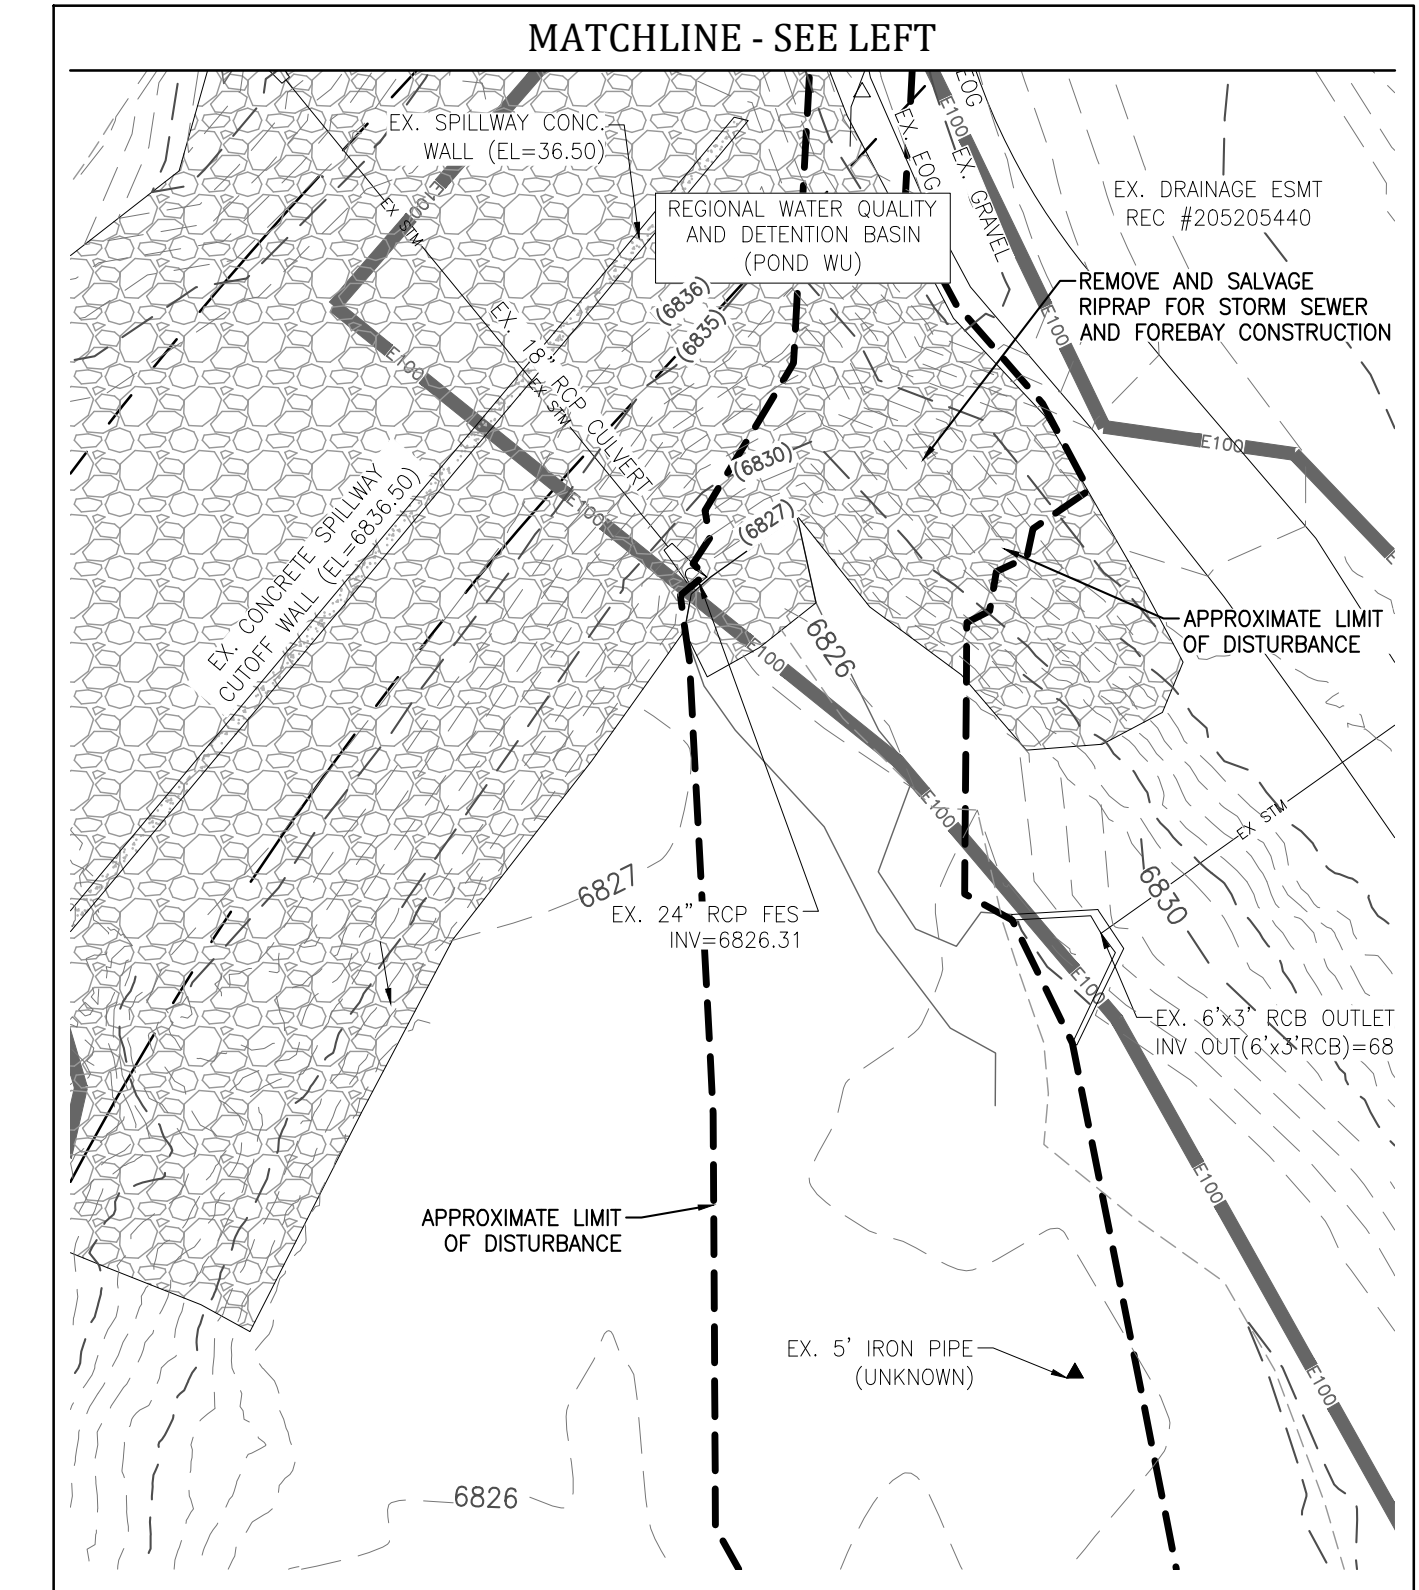 MATCHLINE - SEE LEFT
EX. SPILLWAY CONC.
WALL (EL=36.50)
EX STM
E100
E100
EOG
EX. EOG
EX. GRAVEL
REGIONAL WATER QUALITY
AND DETENTION BASIN
(POND WU)
EX. DRAINAGE ESMT
REC #205205440
REMOVE AND SALVAGE
RIPRAP FOR STORM SEWER
AND FOREBAY CONSTRUCTION
(6836)
(6835)
E100
EX. 18" RCP CULVERT
EX STM
E100
E100
(6830)
(6827)
E100
EX. CONCRETE SPILLWAY
CUTOFF WALL (EL=6836.50)
APPROXIMATE LIMIT
OF DISTURBANCE
E100
6826
E100
EX STM
6827
6830
EX. 24" RCP FES
INV=6826.31
E100
EX. 6'x3' RCB OUTLET
INV OUT(6'x3'RCB)=68
E100
APPROXIMATE LIMIT
OF DISTURBANCE
EX. 5' IRON PIPE
(UNKNOWN)
E100
6826